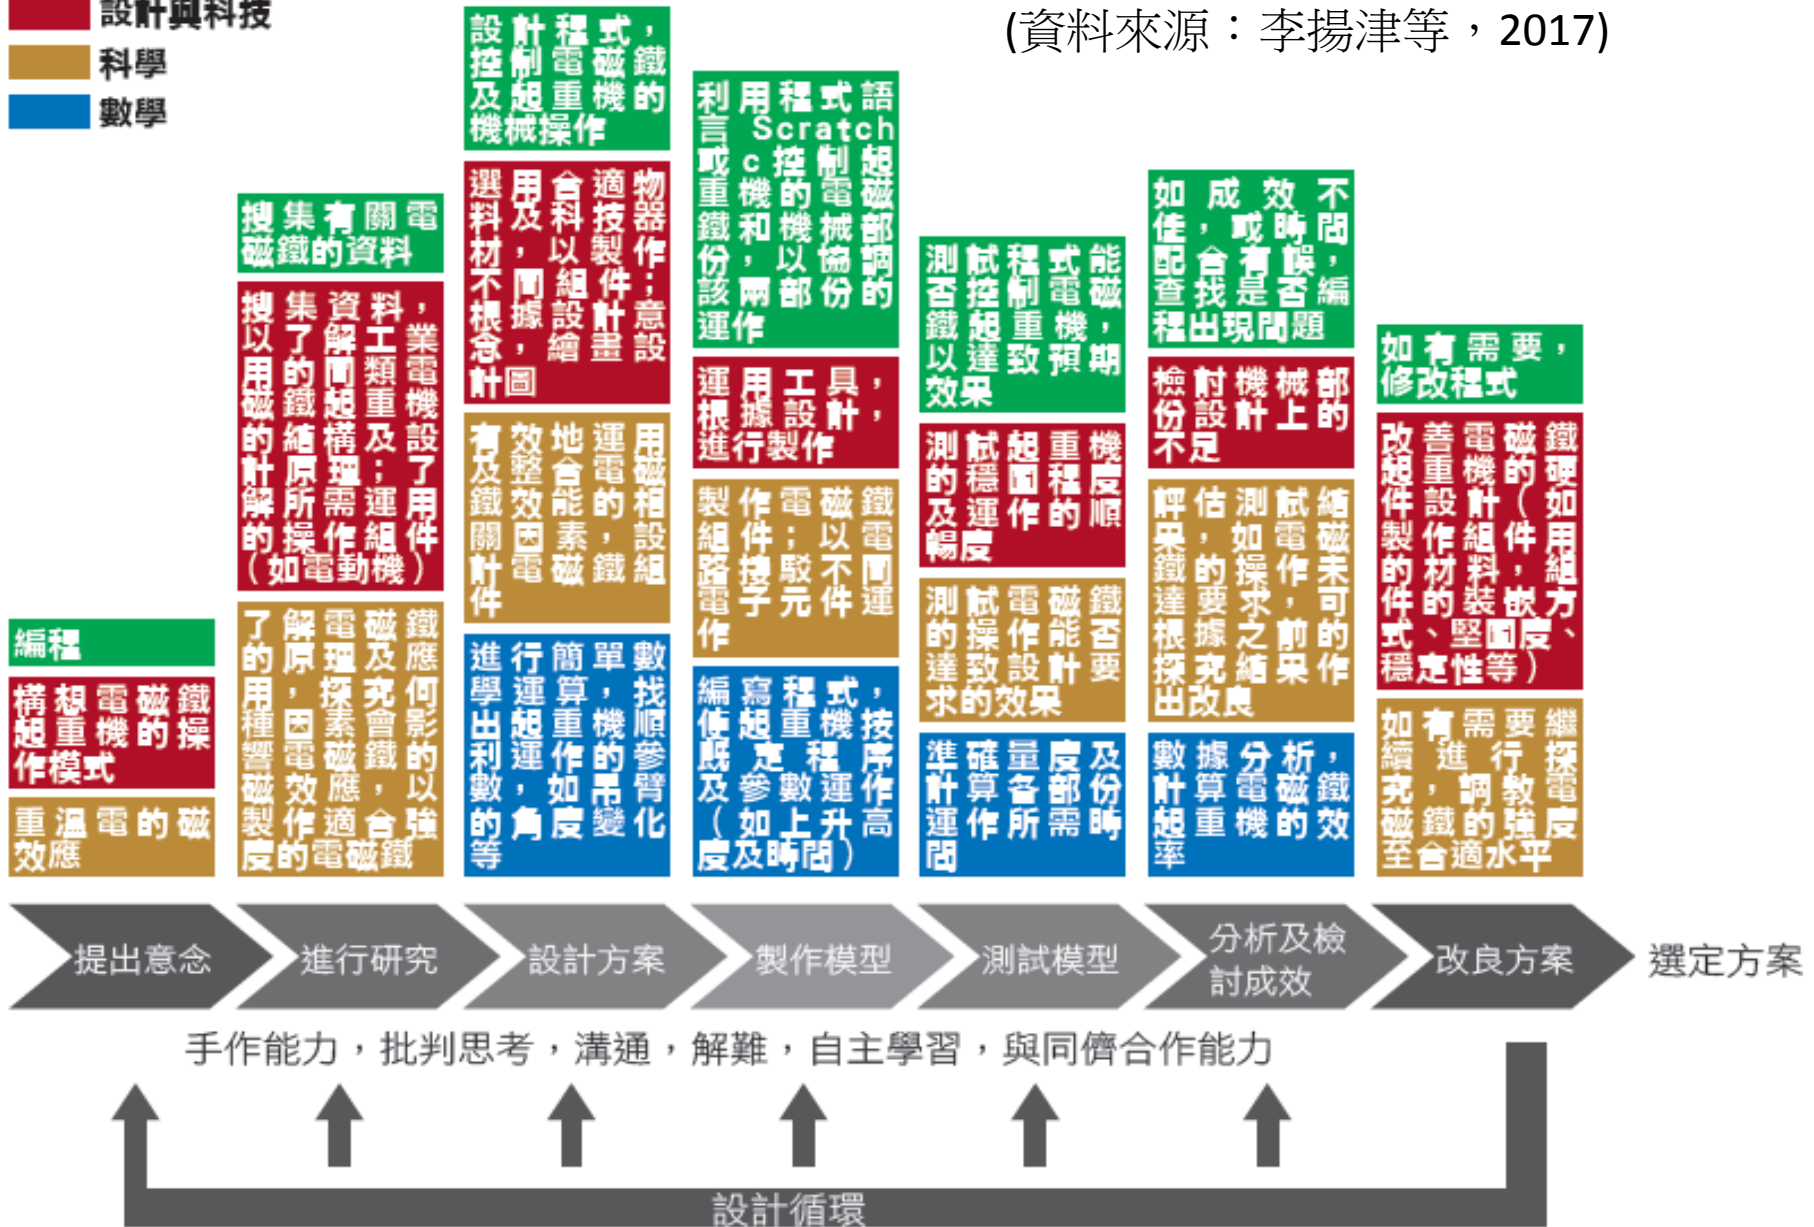 設計與科技
科學
數學
(資料來源：李揚津等，2017)
編程
構想電磁鐵
起重機的操
作模式
重溫電的磁
效應
搜集有關電
磁鐵的資料
搜集資料，
以了解工業
用的同類電
磁鐵起重機
的結構及設
計原理；了
解所需運用
的操作組件
（如電動機）
了解電磁鐵
的原理及應
用，探究何
種因素會影
響電磁鐵的
磁效應，以
製作適合強
度的電磁鐵
設計程式，
控制電磁鐵
及起重機的
機械操作
選用合適物
料及科技器
材，以製作
不同組件；
根據設計意
念，繪畫設
計圖
有效地運用
及整合電磁
鐵效能的相
關因素，設
計電磁鐵組
件
進行簡單數
學運算，找
出起重機順
利運作的參
數，如吊臂
的角度變化
等
利用程式語
言 Scratch
或c控制起
重機的電磁
鐵和機械部
份，以協調
該兩部份的
運作
運用工具，
根據設計，
進行製作
製作電磁鐵
組件；以電
路接駁不同
電子元件運
作
編寫程式，
使起重機按
既定程序
及參數運作
（如上升高
度及時間）
測試程式能
否控制電磁
鐵起重機，
以達致預期
效果
測試起重機
的穩固程度
及運作的順
暢度
測試電磁鐵
的操作能否
達致設計要
求的效果
準確量度及
計算各部份
運作所需時
間
如成效不
佳，或時間
配合有誤，
查找是否編
程出現問題
檢討機械部
份設計上的
不足
評估測試結
果，如電磁
鐵的操作未
達要求，可
根據之前的
探究結果作
出改良
數據分析，
計算電磁鐵
起重機的效
率
如有需要，
修改程式
改善電磁鐵
起重機的硬
件設計（如
製作組件用
的材料，組
件的裝嵌方
式、堅固度、
穩定性等）
如有需要繼
續進行探
究，調教電
磁鐵的強度
至合適水平
提出意念
進行研究
設計方案
製作模型
測試模型
分析及檢
討成效
改良方案
選定方案
手作能力，批判思考，溝通，解難，自主學習，與同儕合作能力
設計循環